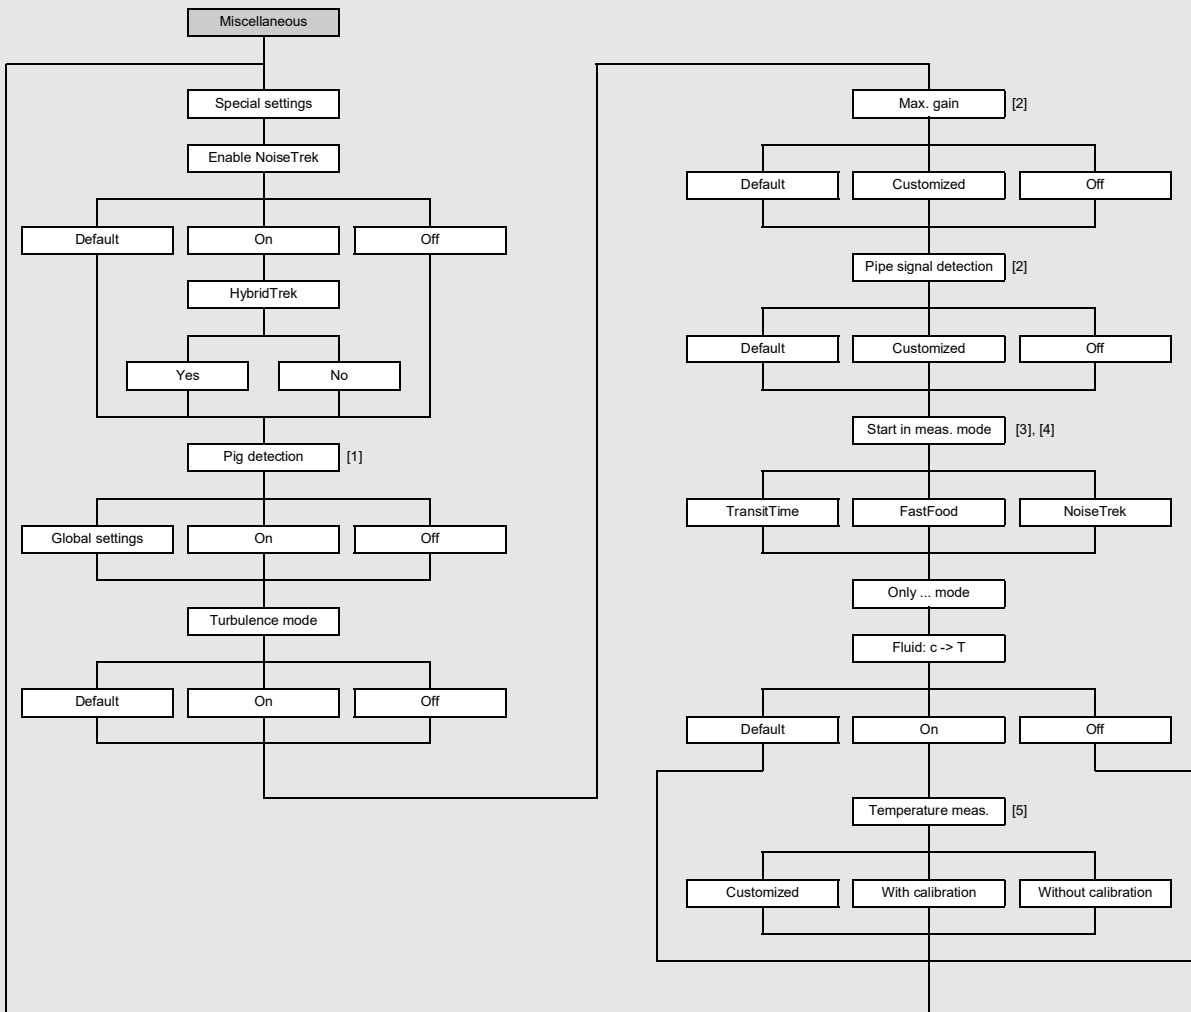 Miscellaneous
Special settings
Enable NoiseTrek
Default
On
Off
HybridTrek
Yes
No
Pig detection
[1]
Global settings
On
Off
Turbulence mode
Default
On
Off
Max. gain
[2]
Default
Customized
Off
Pipe signal detection
[2]
Default
Customized
Off
Start in meas. mode
[3], [4]
TransitTime
FastFood
NoiseTrek
Only ... mode
Fluid: c -> T
Default
On
Off
Temperature meas.
[5]
Customized
With calibration
Without calibration